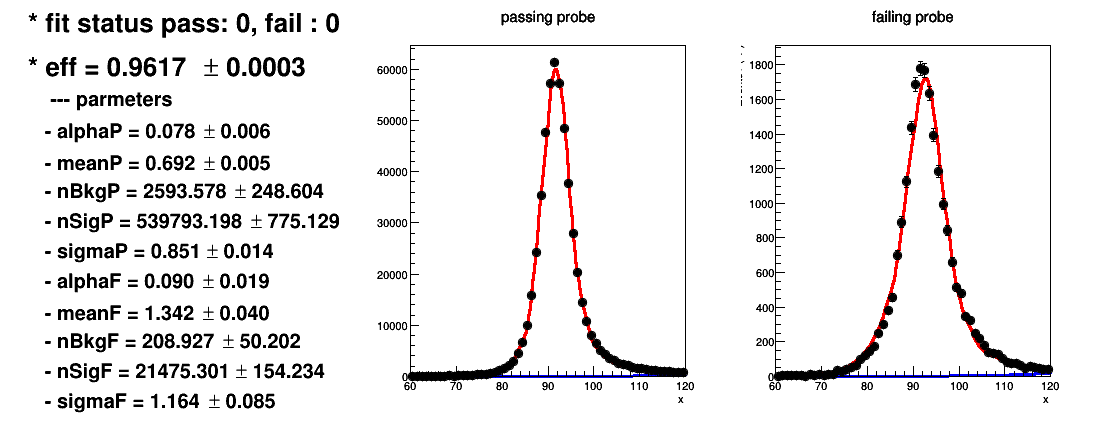 * fit status pass: 0, fail : 0
* eff = 0.9617 ± 0.0003
--- parmeters
- alphaP = 0.078 ± 0.006
- meanP = 0.692 ± 0.005
- nBkgP = 2593.578 ± 248.604
- nSigP = 539793.198 ± 775.129
- sigmaP = 0.851 ± 0.014
- alphaF = 0.090 ± 0.019
- meanF = 1.342 ± 0.040
- nBkgF = 208.927 ± 50.202
- nSigF = 21475.301 ± 154.234
- sigmaF = 1.164 ± 0.085
passing probe
60000
50000
40000
30000
20000
10000
0
60 70 80 90 100 110 120
x
failing probe
1800
1600
1400
1200
1000
800
600
400
200
0
60 70 80 90 100 110 120
x